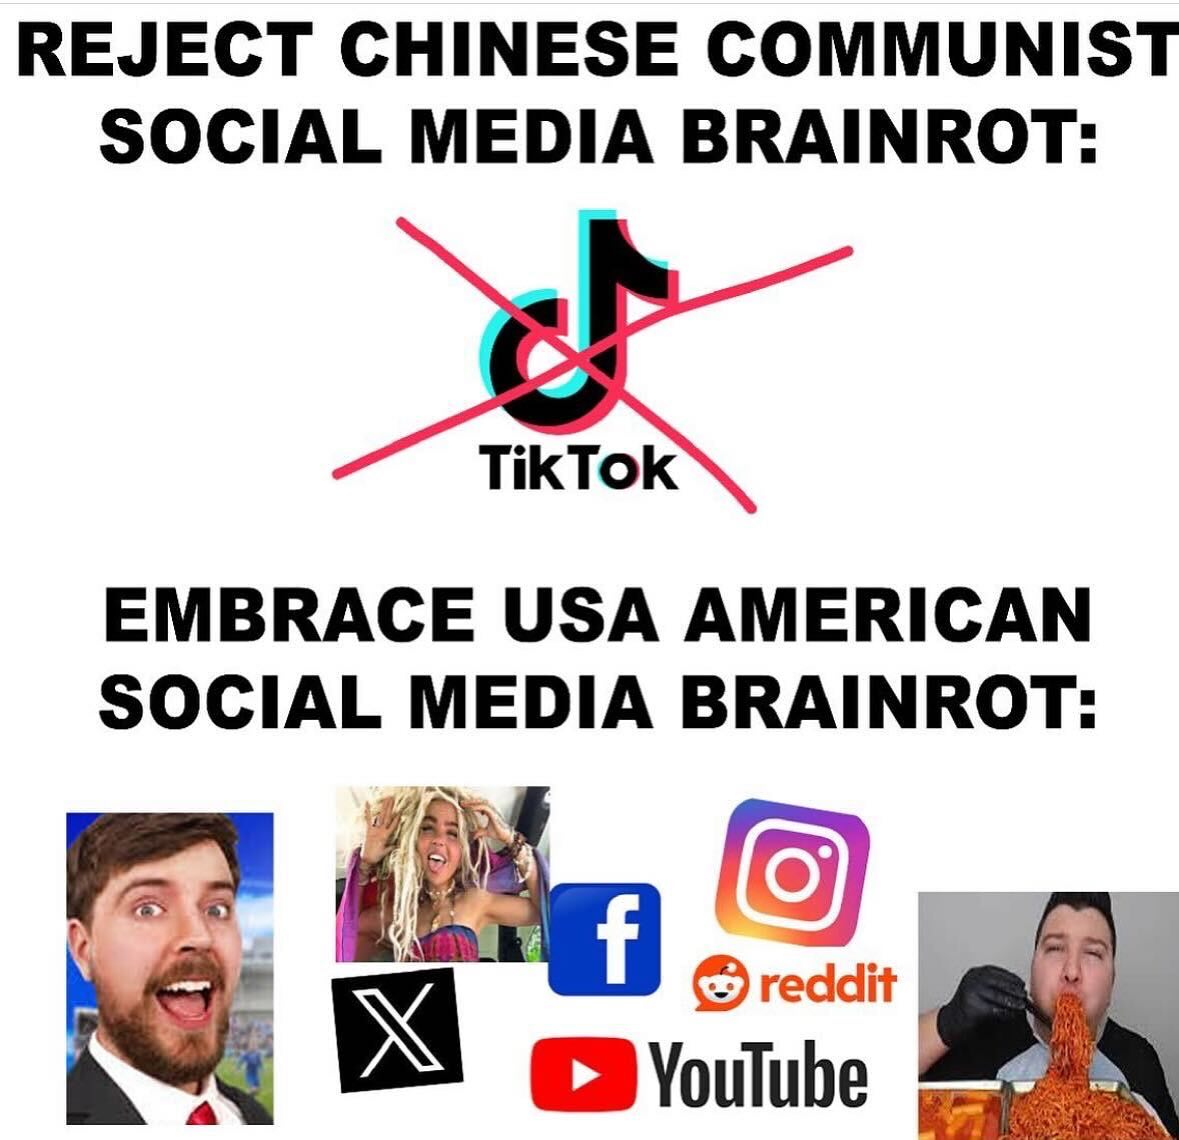 REJECT CHINESE COMMUNIST
SOCIAL MEDIA BRAINROT:
TikTok
EMBRACE USA AMERICAN
SOCIAL MEDIA BRAINROT:
f
reddit
X
YouTube